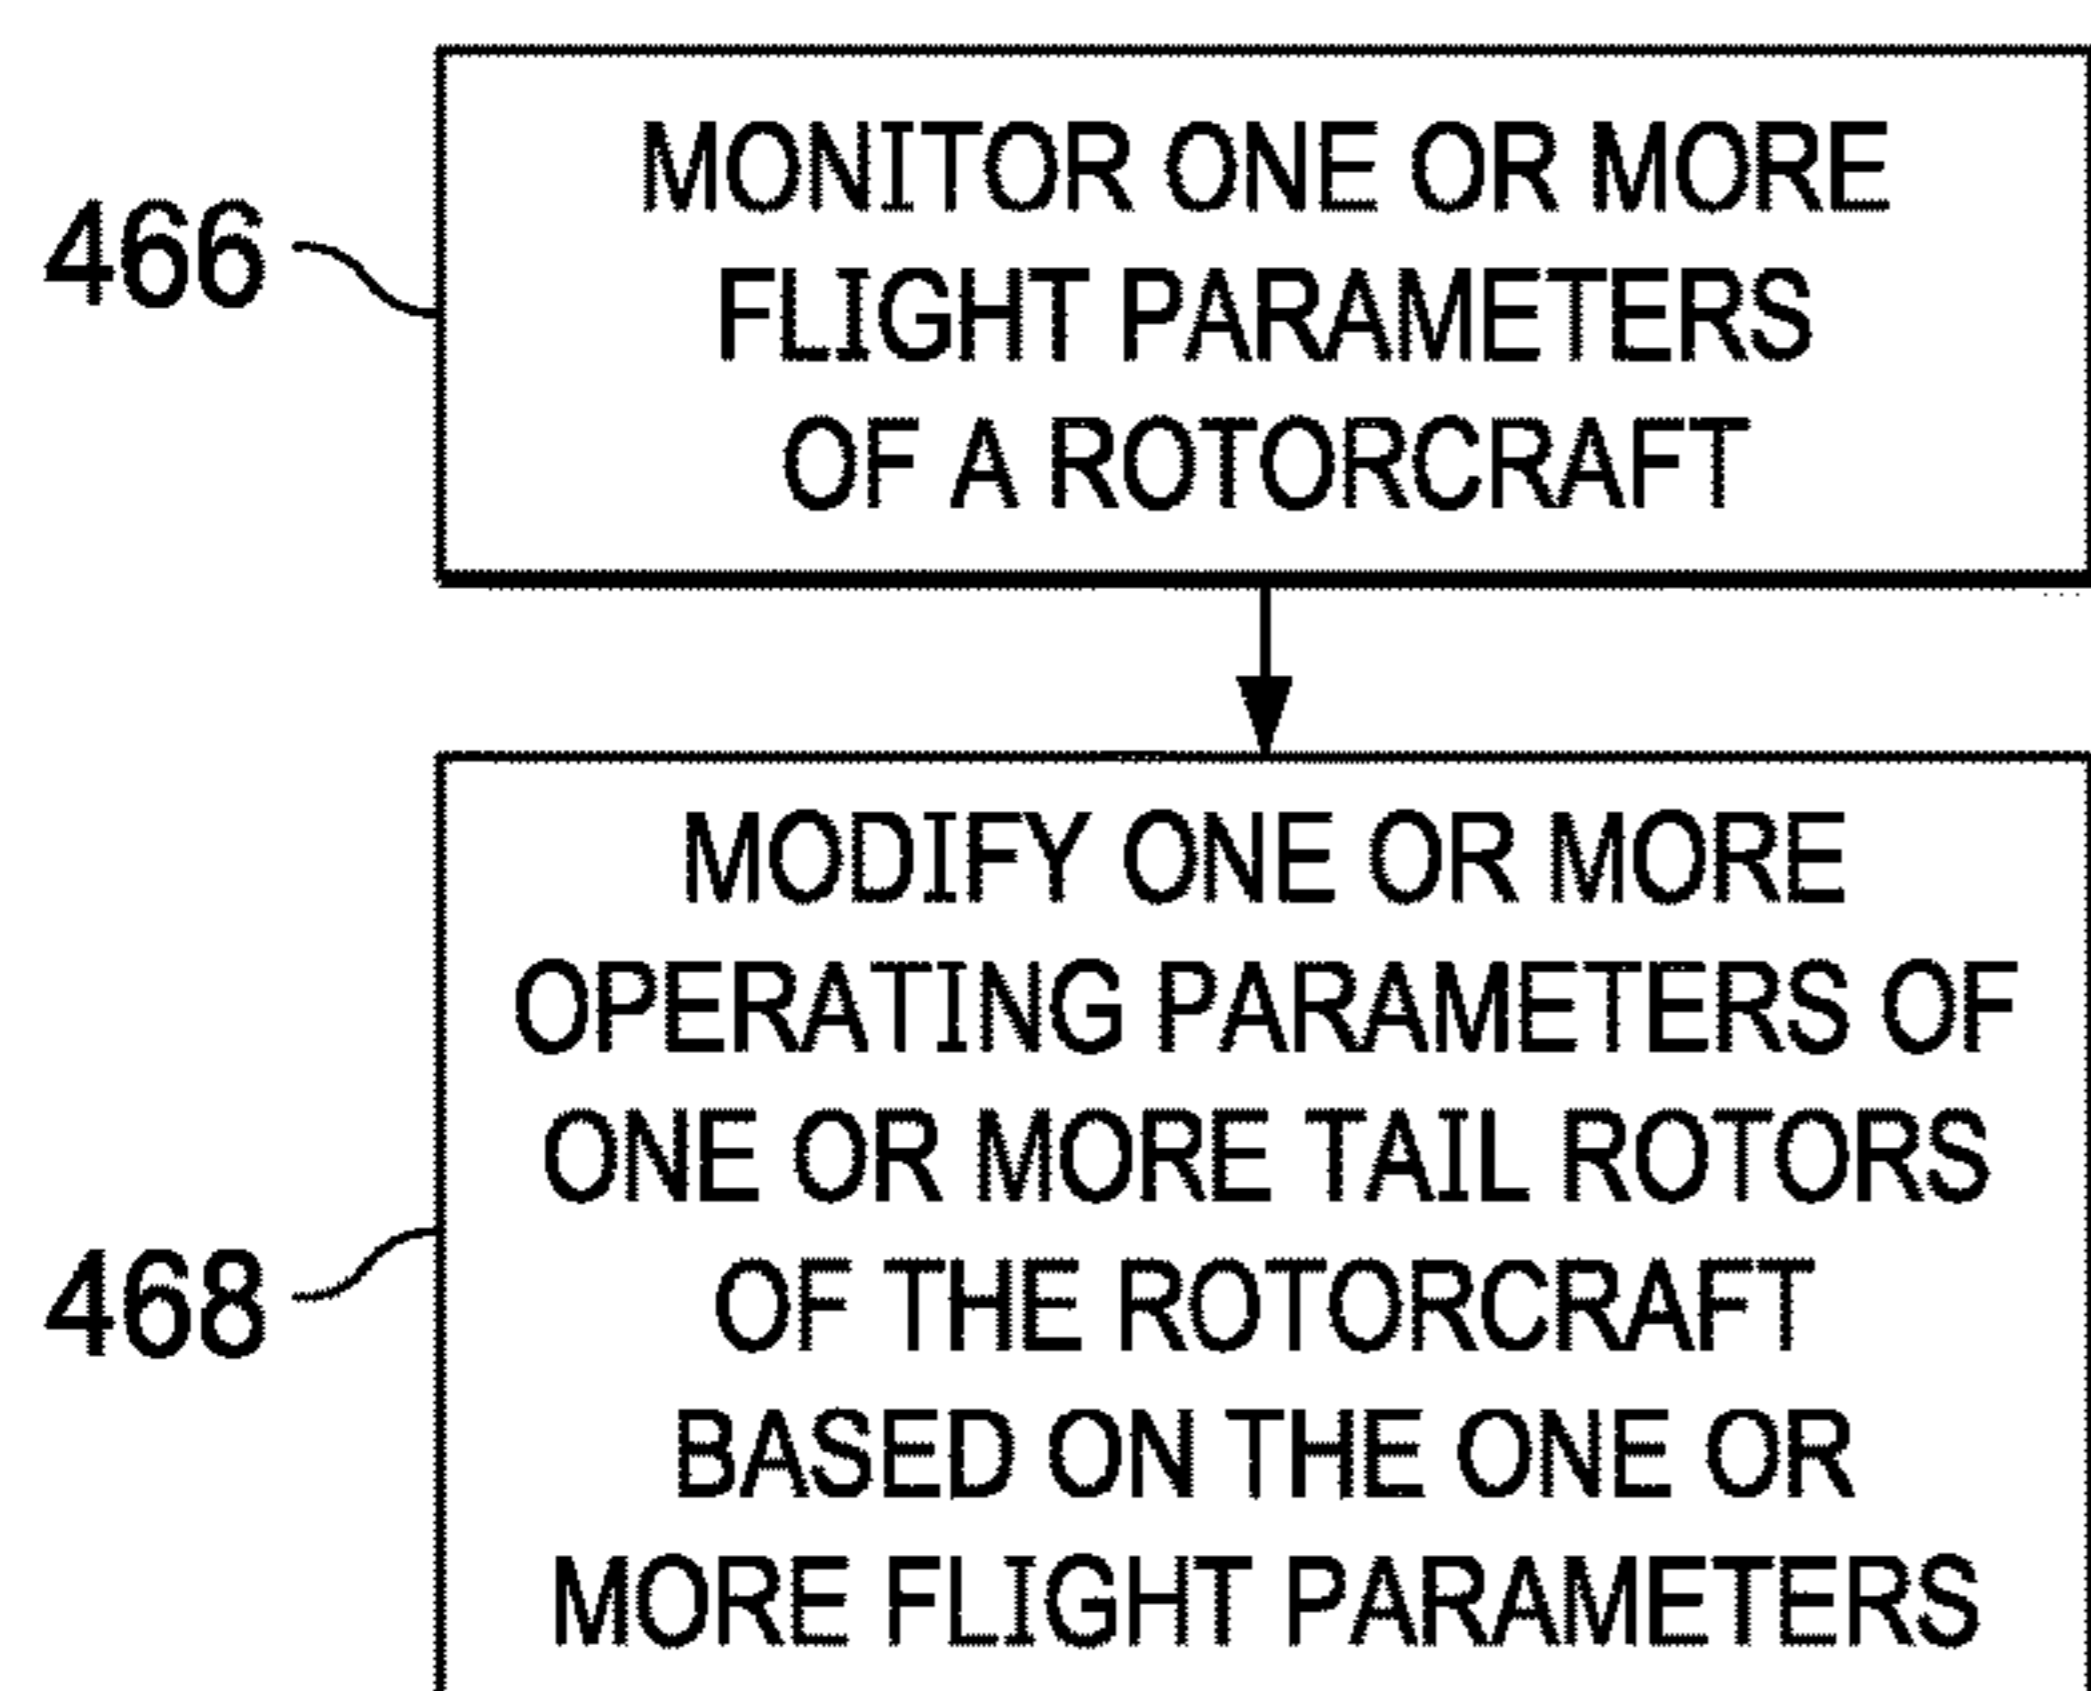 466
MONITOR ONE OR MORE
FLIGHT PARAMETERS
OF A ROTORCRAFT
468
MODIFY ONE OR MORE
OPERATING PARAMETERS OF
ONE OR MORE TAIL ROTORS
OF THE ROTORCRAFT
BASED ON THE ONE OR
MORE FLIGHT PARAMETERS